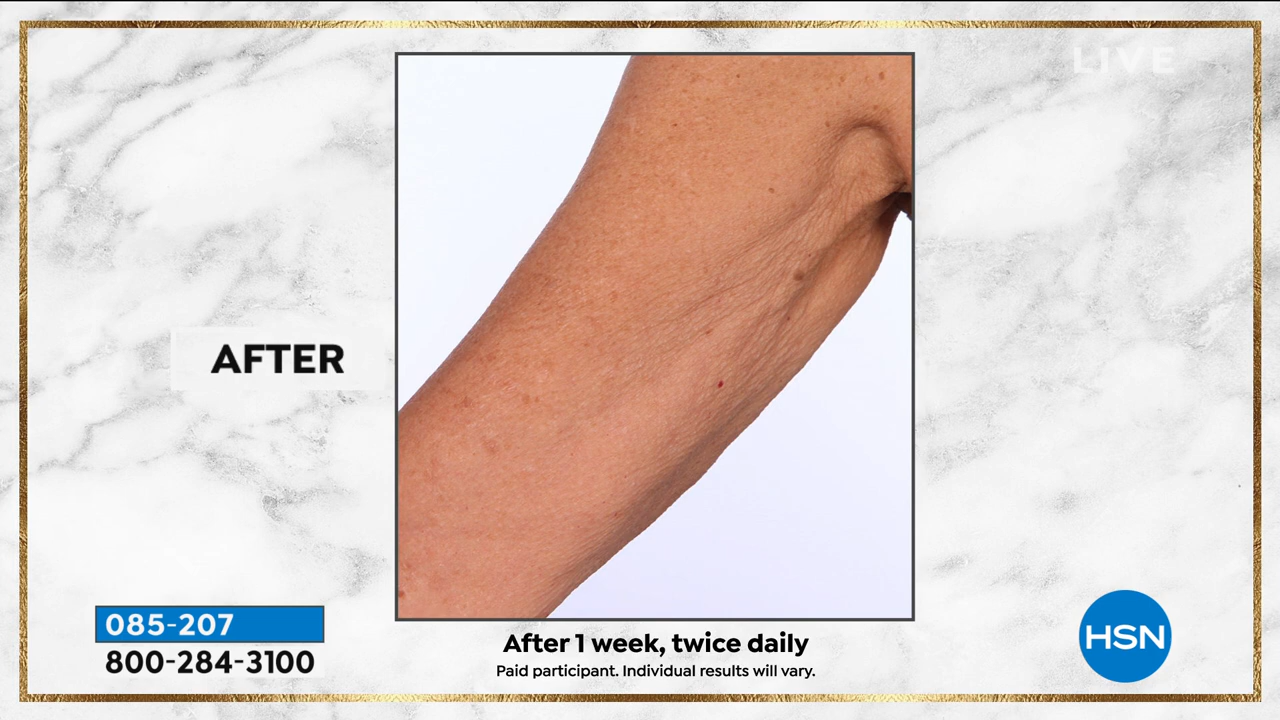 LIVE
AFTER
085-207
800-284-3100
After 1 week, twice daily
Paid participant. Individual results will vary.
HSN